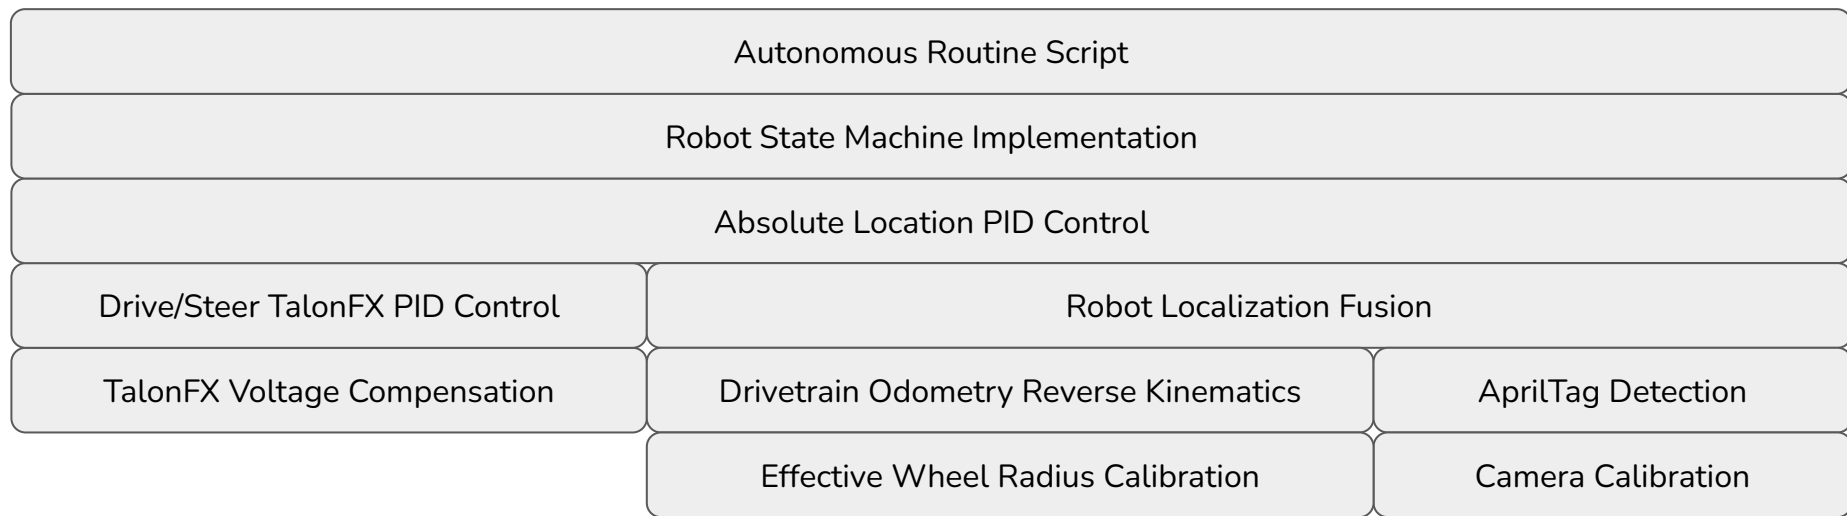 Autonomous Routine Script
Robot State Machine Implementation
Absolute Location PID Control
Drive/Steer TalonFX PID Control
Robot Localization Fusion
TalonFX Voltage Compensation
Drivetrain Odometry Reverse Kinematics
AprilTag Detection
Effective Wheel Radius Calibration
Camera Calibration